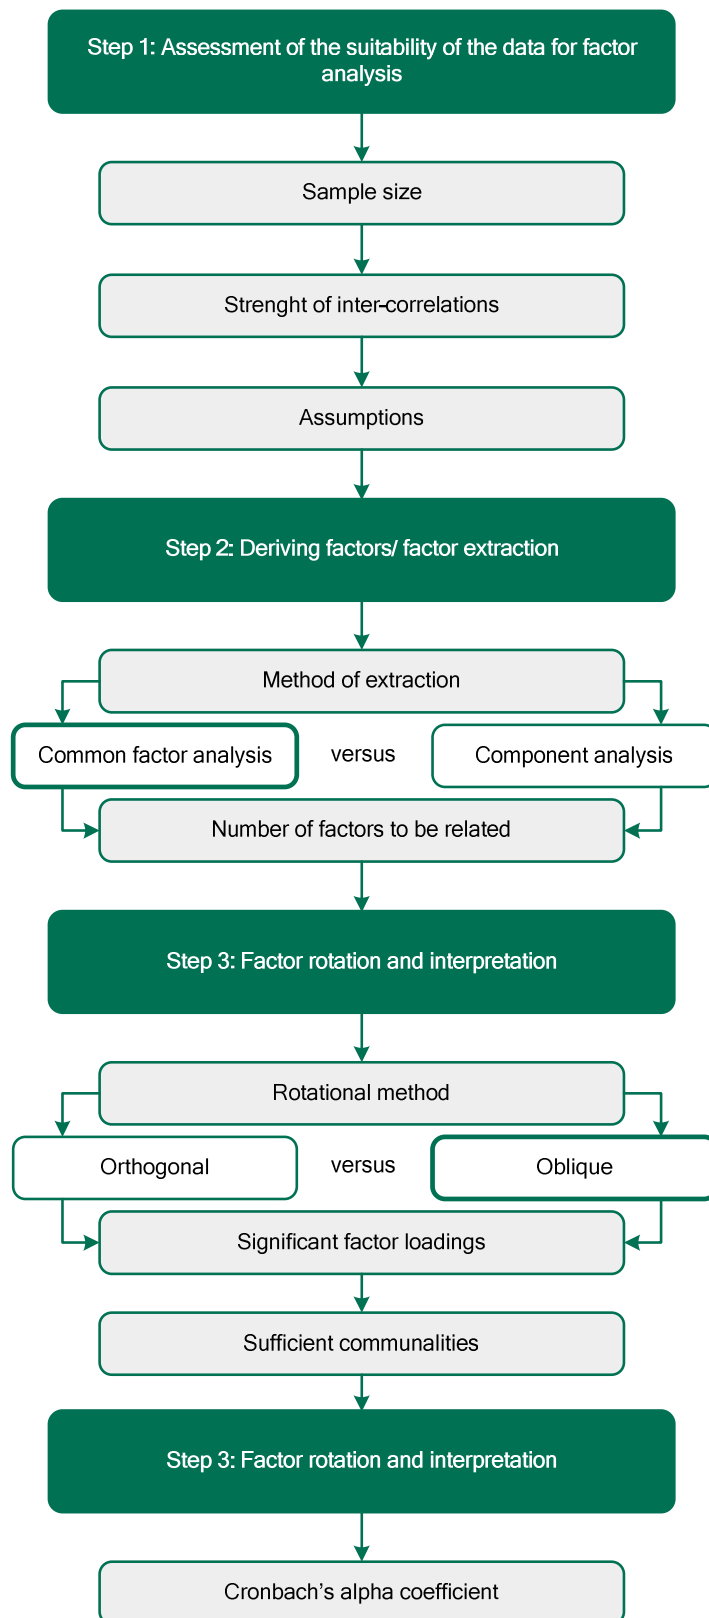 Step 1: Assessment of the suitability of the data for factor
analysis
Sample size
Strenght of inter-correlations
Assumptions
Step 2: Deriving factors/ factor extraction
Method of extraction
Common factor analysis versus Component analysis
Number of factors to be related
Step 3: Factor rotation and interpretation
Rotational method
Orthogonal versus Oblique
Significant factor loadings
Sufficient communalities
Step 3: Factor rotation and interpretation
Cronbach's alpha coefficient